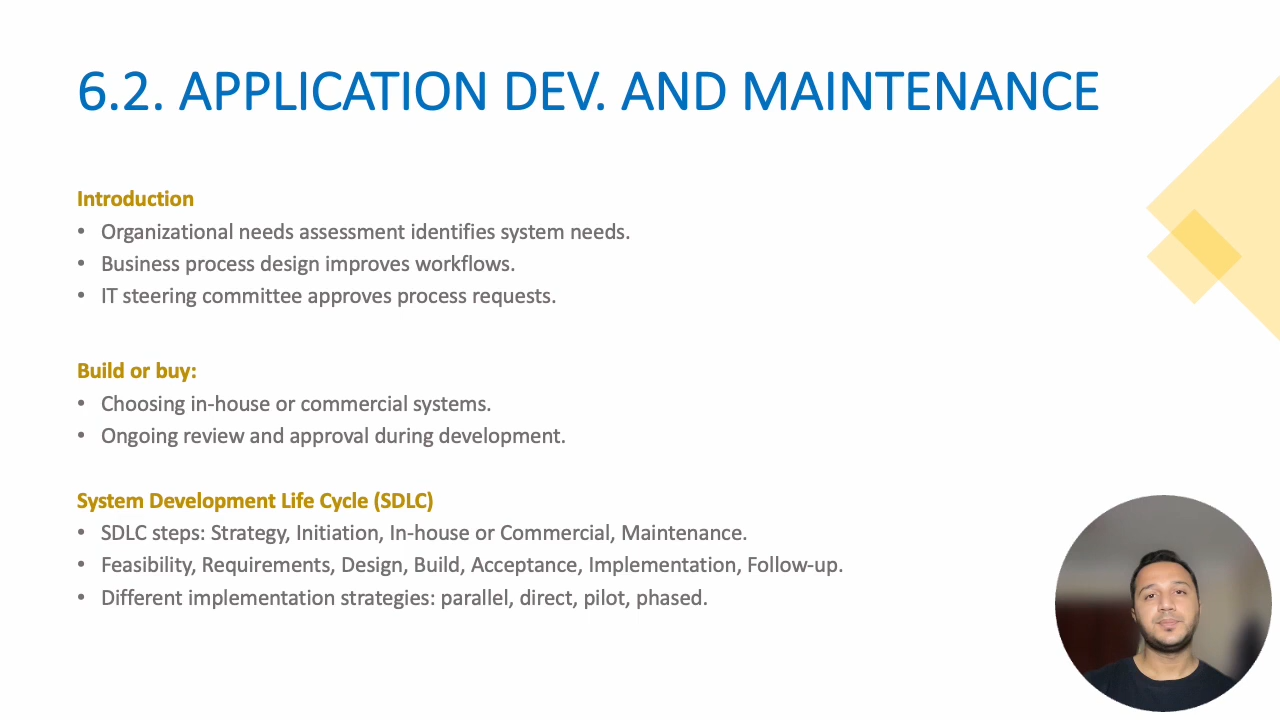 6.2. APPLICATION DEV. AND MAINTENANCE
Introduction
• Organizational needs assessment identifies system needs.
• Business process design improves workflows.
• IT steering committee approves process requests.
Build or buy:
• Choosing in-house or commercial systems.
• Ongoing review and approval during development.
System Development Life Cycle (SDLC)
• SDLC steps: Strategy, Initiation, In-house or Commercial, Maintenance.
• Feasibility, Requirements, Design, Build, Acceptance, Implementation, Follow-up.
• Different implementation strategies: parallel, direct, pilot, phased.